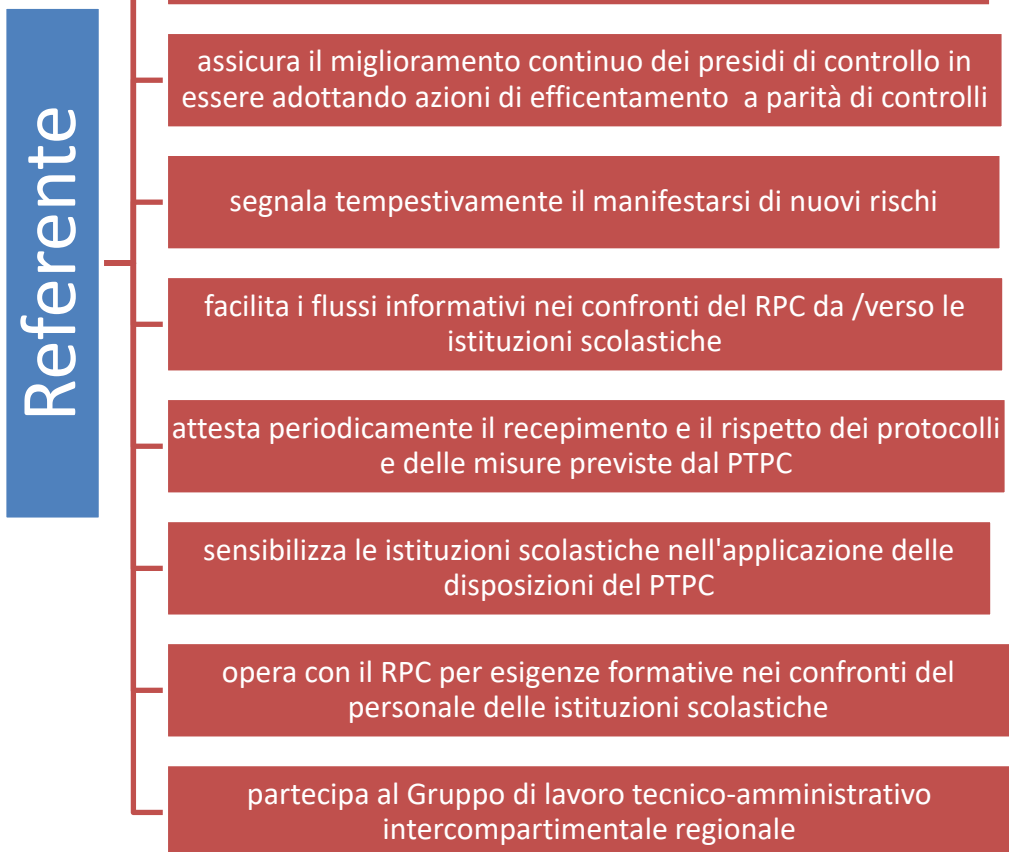 Referente
assicura il miglioramento continuo dei presidi di controllo in
essere adottando azioni di efficentamento  a parità di controlli
segnala tempestivamente il manifestarsi di nuovi rischi
facilita i flussi informativi nei confronti del RPC da /verso le
istituzioni scolastiche
attesta periodicamente il recepimento e il rispetto dei protocolli
e delle misure previste dal PTPC
sensibilizza le istituzioni scolastiche nell'applicazione delle
disposizioni del PTPC
opera con il RPC per esigenze formative nei confronti del
personale delle istituzioni scolastiche
partecipa al Gruppo di lavoro tecnico-amministrativo
intercompartimentale regionale